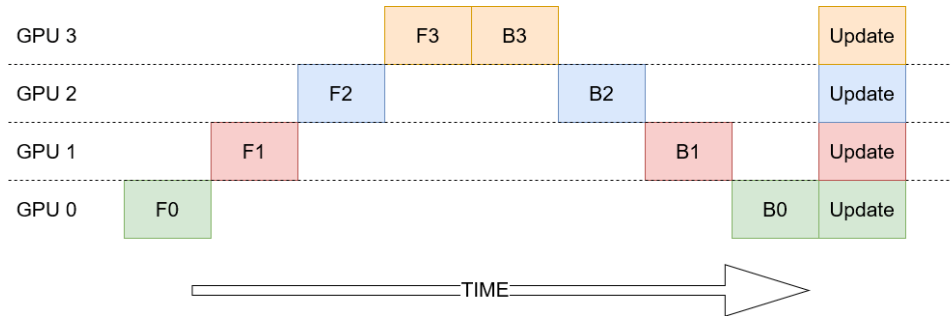 GPU 3 F3 B3 Update
GPU 2 F2 B2 Update
GPU 1 F1 B1 Update
GPU 0 F0 B0 Update
TIME